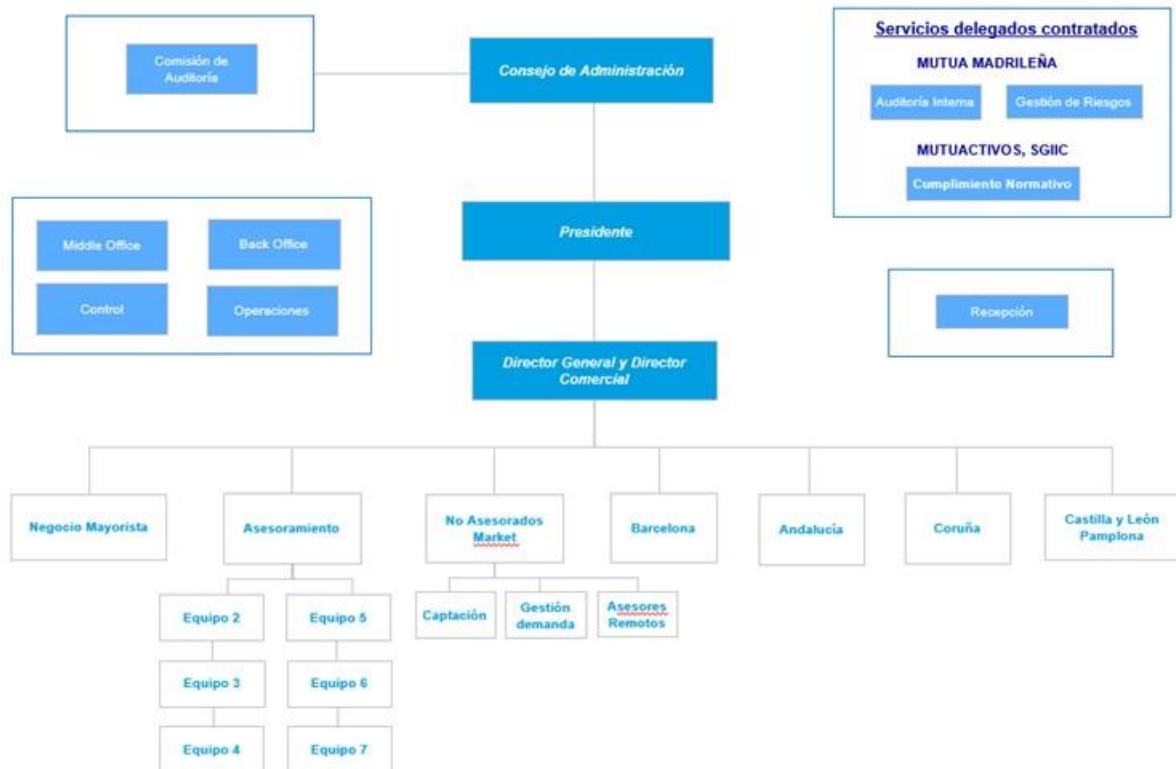 Comisión de
Auditoría
Consejo de Administración
Servicios delegados contratados
MUTUA MADRILEÑA
Auditoría Interna
Gestión de Riesgos
MUTUACTIVOS, SGIIC
Cumplimiento Normativo
Middle Office
Back Office
Control
Operaciones
Presidente
Recepción
Director General y Director
Comercial
Negocio Mayorista
Asesoramiento
No Asesorados
Market
Barcelona
Andalucía
Coruña
Castilla y León
Pamplona
Equipo 2
Equipo 5
Captación
Gestión
demanda
Asesores
Remotos
Equipo 3
Equipo 6
Equipo 4
Equipo 7